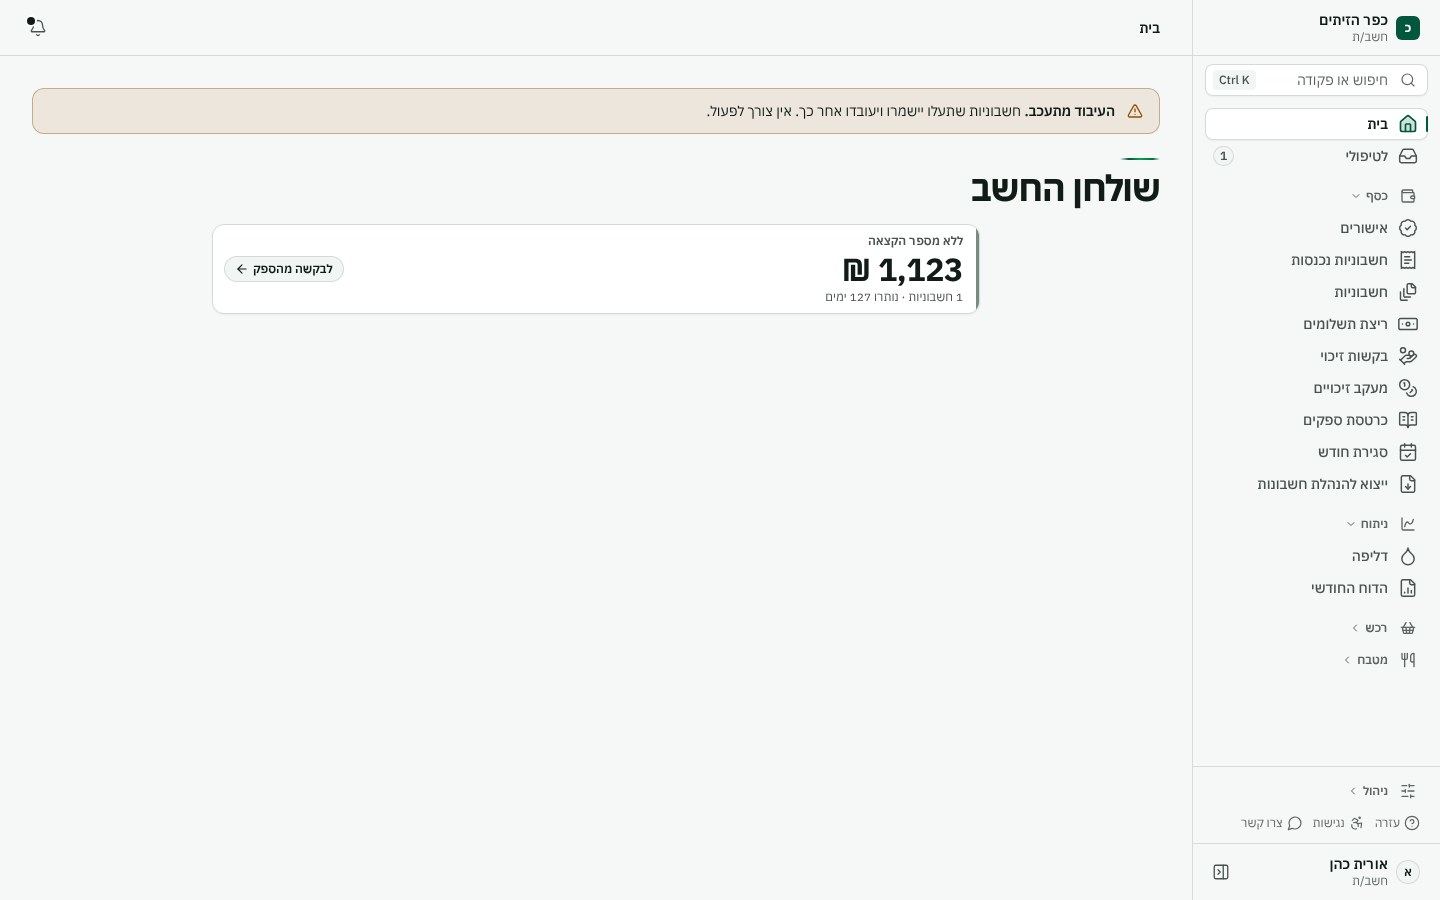 כ
כפר הזיתים
חשב/ת
חיפוש או פקודה
Ctrl K
בית
לטיפולי
1
כסף
אישורים
חשבוניות נכנסות
חשבוניות
ריצת תשלומים
בקשות זיכוי
מעקב זיכויים
כרטסת ספקים
סגירת חודש
ייצוא להנהלת חשבונות
ניתוח
דליפה
הדוח החודשי
רכש
מטבח
ניהול
עזרה
נגישות
צרו קשר
א
אורית כהן
חשב/ת
בית
העיבוד מתעכב. חשבוניות שתעלו יישמרו ויעובדו אחר כך. אין צורך לפעול.
שולחן החשב
ללא מספר הקצאה
1,123 ₪
1 חשבוניות · נותרו 127 ימים
לבקשה מהספק